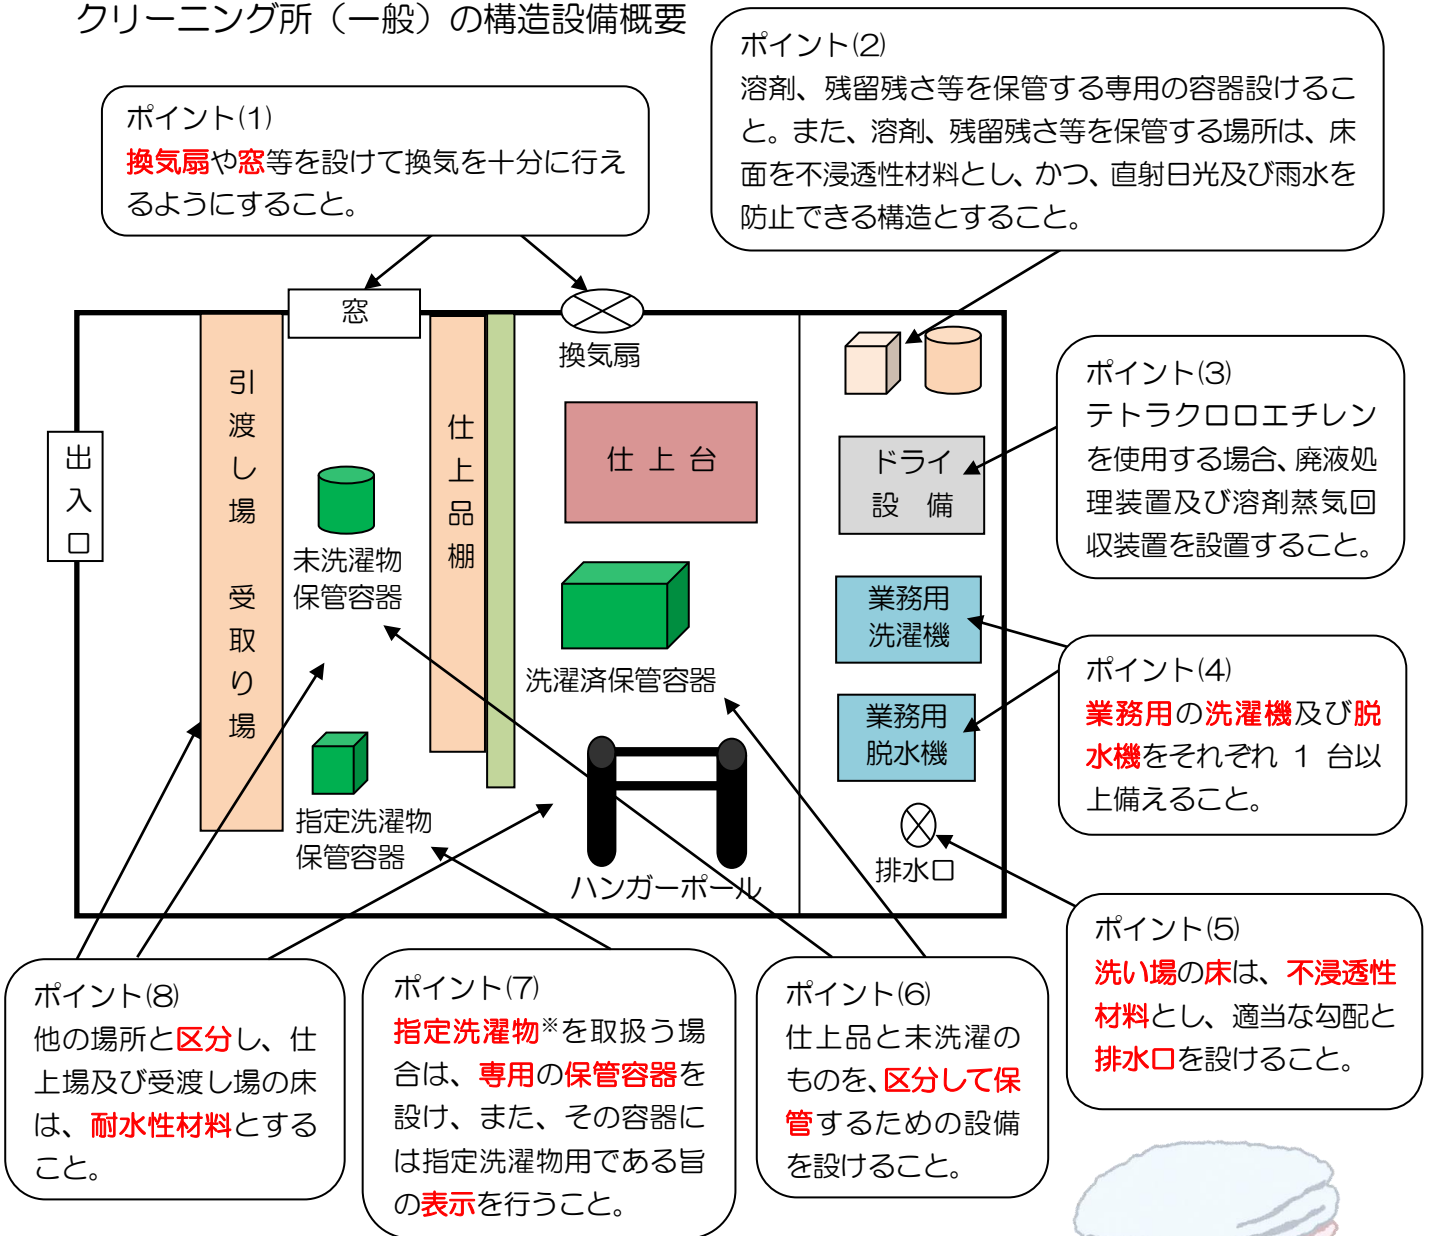 クリーニング所（一般）の構造設備概要
ポイント(1)
換気扇や窓等を設けて換気を十分に行え
るようにすること。
ポイント(2)
溶剤、残留残さ等を保管する専用の容器設けるこ
と。また、溶剤、残留残さ等を保管する場所は、床
面を不浸透性材料とし、かつ、直射日光及び雨水を
防止できる構造とすること。
窓
換気扇
出入口
引渡し場　受取り場
未洗濯物
保管容器
指定洗濯物
保管容器
仕上品棚
仕上台
洗濯済保管容器
ハンガーポール
ドライ
設　備
業務用
洗濯機
業務用
脱水機
排水口
ポイント(3)
テトラクロロエチレン
を使用する場合、廃液処
理装置及び溶剤蒸気回
収装置を設置すること。
ポイント(4)
業務用の洗濯機及び脱
水機をそれぞれ 1 台以
上備えること。
ポイント(5)
洗い場の床は、不浸透性
材料とし、適当な勾配と
排水口を設けること。
ポイント(6)
仕上品と未洗濯の
ものを、区分して保
管するための設備
を設けること。
ポイント(7)
指定洗濯物※を取扱う場
合は、専用の保管容器を
設け、また、その容器に
は指定洗濯物用である旨
の表示を行うこと。
ポイント(8)
他の場所と区分し、仕
上場及び受渡し場の床
は、耐水性材料とする
こと。